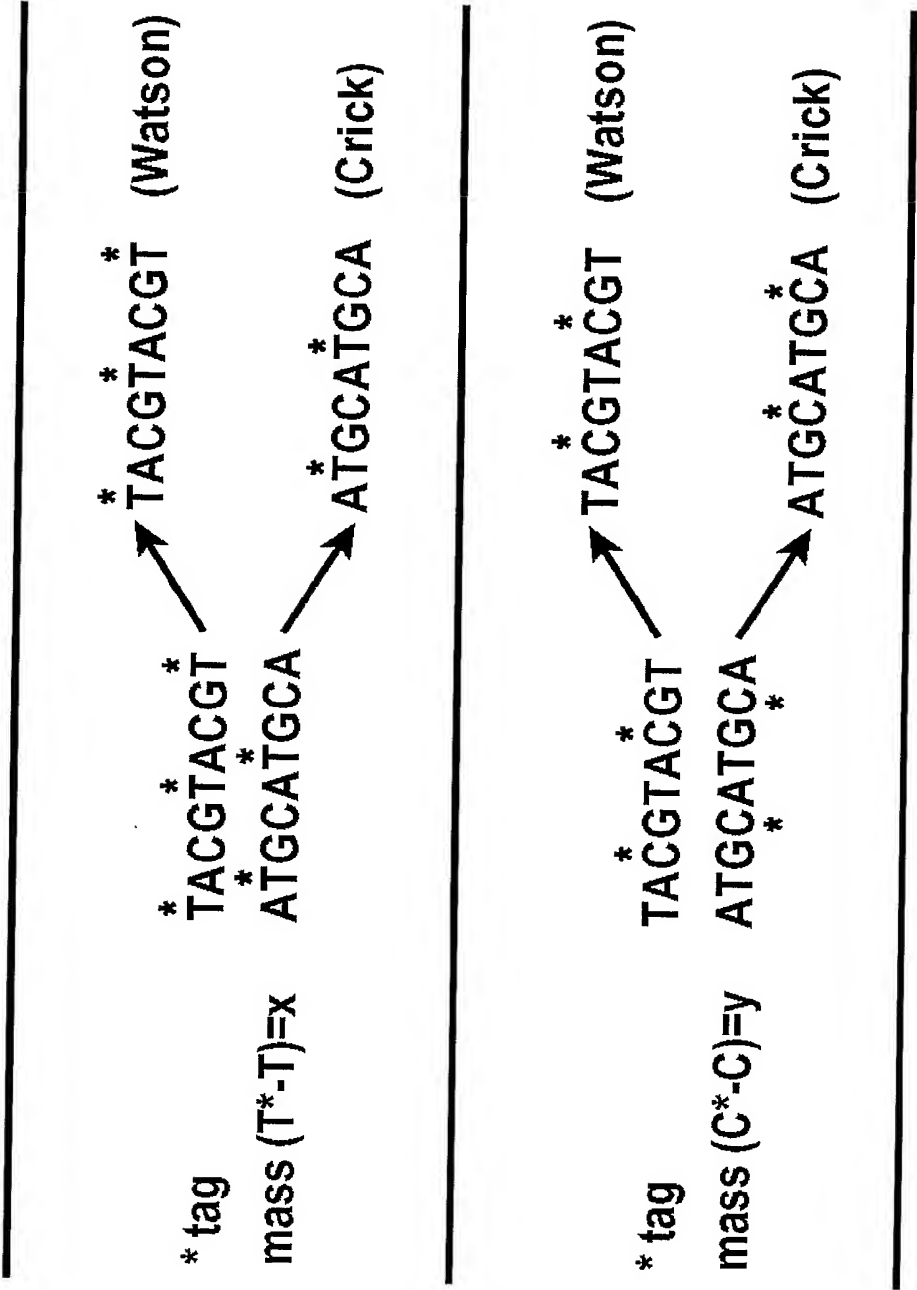 * * *
TACGTACGT (Watson)
* * *
* tag TACGTACGT
* *
mass (T*-T)=x ATGCATGCA
* *
ATGCATGCA (Crick)
* *
TACGTACGT (Watson)
* *
* tag TACGTACGT
mass (C*-C)=y ATGCATGCA
* *
* *
ATGCATGCA (Crick)